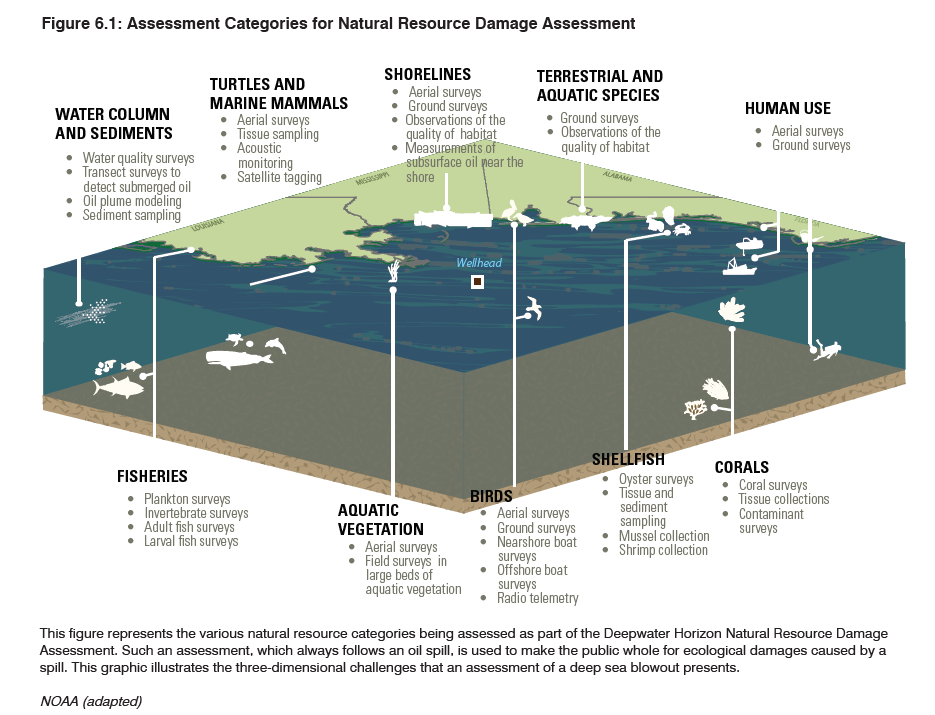 Figure 6.1: Assessment Categories for Natural Resource Damage Assessment
WATER COLUMN
AND SEDIMENTS
• Water quality surveys
• Transect surveys to
detect submerged oil
• Oil plume modeling
• Sediment sampling
TURTLES AND
MARINE MAMMALS
• Aerial surveys
• Tissue sampling
• Acoustic
monitoring
• Satellite tagging
SHORELINES
• Aerial surveys
• Ground surveys
• Observations of the
quality of habitat
• Measurements of
subsurface oil near the
shore
TERRESTRIAL AND
AQUATIC SPECIES
• Ground surveys
• Observations of the
quality of habitat
HUMAN USE
• Aerial surveys
• Ground surveys
LOUISIANA
MISSISSIPPI
ALABAMA
Wellhead
FISHERIES
• Plankton surveys
• Invertebrate surveys
• Adult fish surveys
• Larval fish surveys
AQUATIC
VEGETATION
• Aerial surveys
• Field surveys in
large beds of
aquatic vegetation
BIRDS
• Aerial surveys
• Ground surveys
• Nearshore boat
surveys
• Offshore boat
surveys
• Radio telemetry
SHELLFISH
• Oyster surveys
• Tissue and
sediment
sampling
• Mussel collection
• Shrimp collection
CORALS
• Coral surveys
• Tissue collections
• Contaminant
surveys
This figure represents the various natural resource categories being assessed as part of the Deepwater Horizon Natural Resource Damage
Assessment. Such an assessment, which always follows an oil spill, is used to make the public whole for ecological damages caused by a
spill. This graphic illustrates the three-dimensional challenges that an assessment of a deep sea blowout presents.
NOAA (adapted)